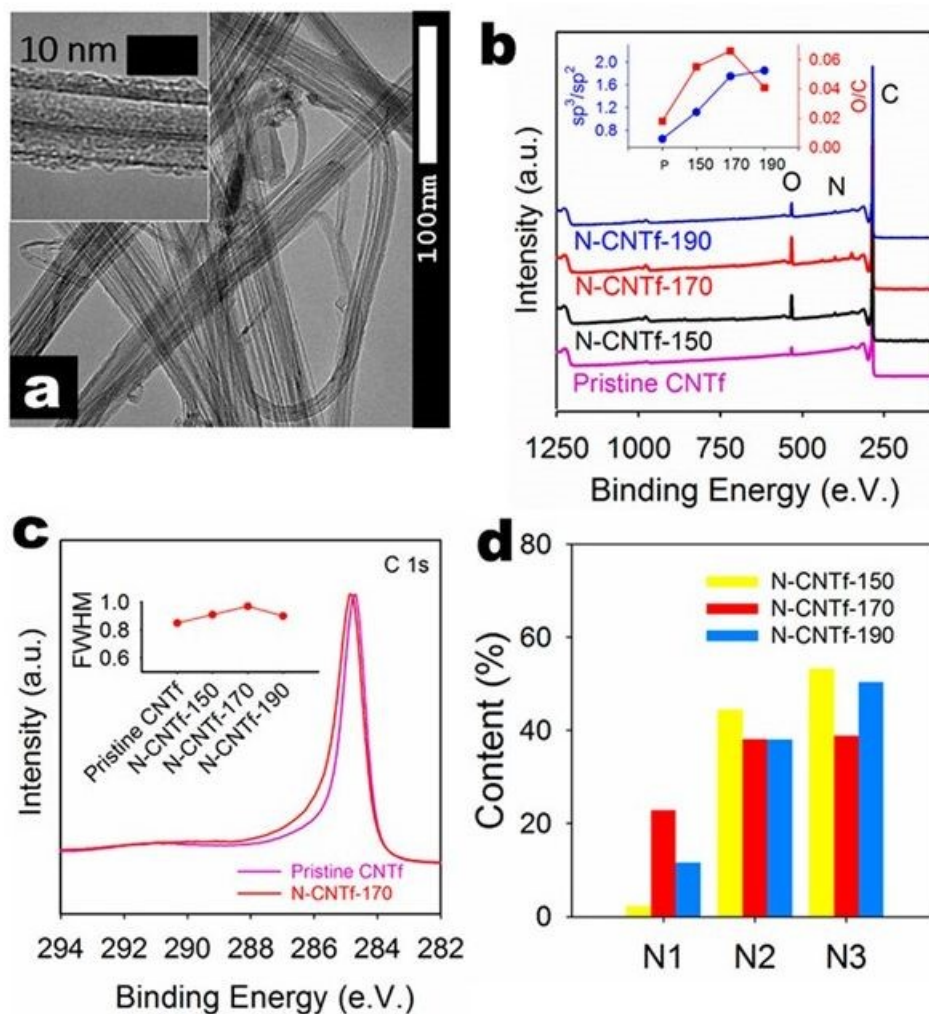 10 nm
100nm
a
b
sp³/sp²
2.0
1.6
1.2
0.8
0.06
0.04
0.02
0.00
O/C
P 150 170 190
C
O
N
Intensity (a.u.)
N-CNTf-190
N-CNTf-170
N-CNTf-150
Pristine CNTf
1250 1000 750 500 250
Binding Energy (e.V.)
c
C 1s
FWHM
1.0
0.8
0.6
Pristine CNTf
N-CNTf-150
N-CNTf-170
N-CNTf-190
Intensity (a.u.)
Pristine CNTf
N-CNTf-170
294 292 290 288 286 284 282
Binding Energy (e.V.)
d
80
60
40
20
0
Content (%)
N-CNTf-150
N-CNTf-170
N-CNTf-190
N1 N2 N3